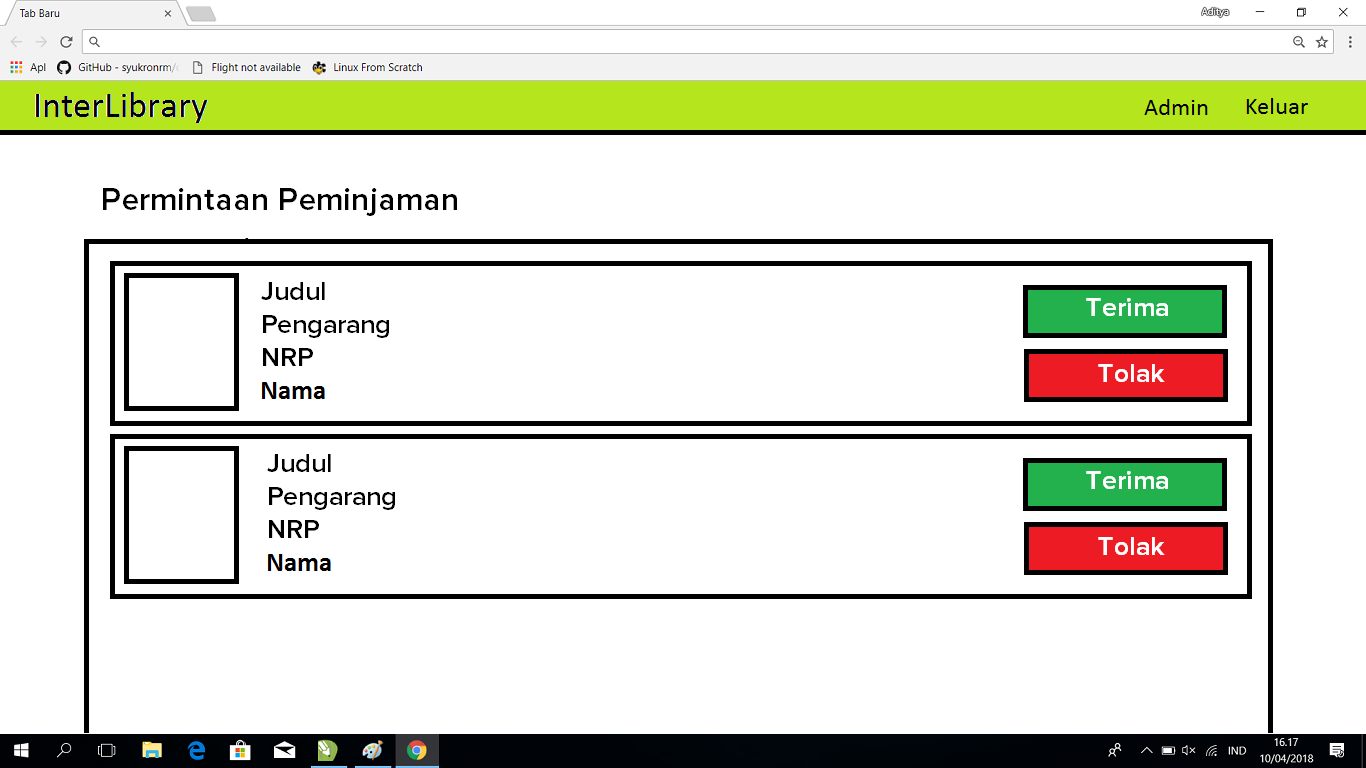 Tab Baru
Aditya
Apl GitHub - syukronrm/ Flight not available Linux From Scratch
InterLibrary Admin Keluar
Permintaan Peminjaman
Judul
Pengarang
NRP
Nama
Terima
Tolak
Judul
Pengarang
NRP
Nama
Terima
Tolak
IND
16.17
10/04/2018